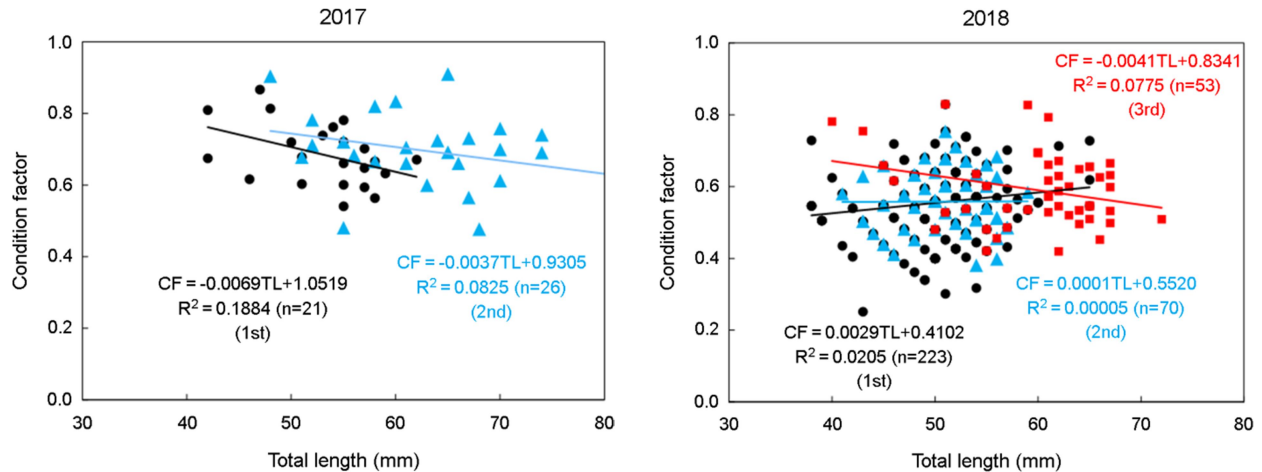 2017
1.0
0.8
0.6
0.4
0.2
0.0
Condition factor
CF = -0.0069TL+1.0519
R2 = 0.1884 (n=21)
(1st)
CF = -0.0037TL+0.9305
R2 = 0.0825 (n=26)
(2nd)
30 40 50 60 70 80
Total length (mm)
2018
1.0
0.8
0.6
0.4
0.2
0.0
Condition factor
CF = -0.0041TL+0.8341
R2 = 0.0775 (n=53)
(3rd)
CF = 0.0001TL+0.5520
R2 = 0.00005 (n=70)
(2nd)
CF = 0.0029TL+0.4102
R2 = 0.0205 (n=223)
(1st)
30 40 50 60 70 80
Total length (mm)